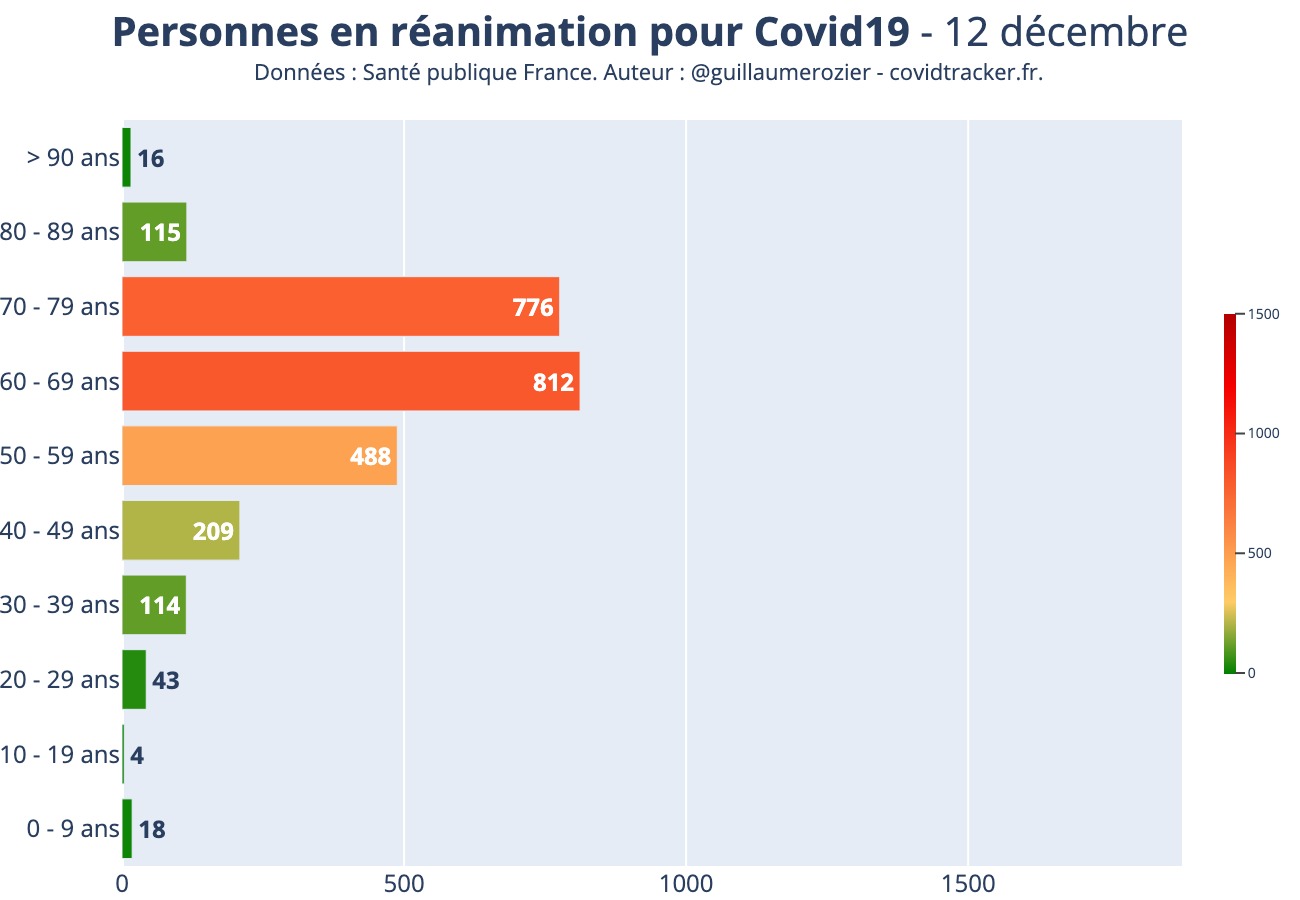 Personnes en réanimation pour Covid19 - 12 décembre
Données : Santé publique France. Auteur : @guillaumerozier - covidtracker.fr.
> 90 ans 16
80 - 89 ans 115
70 - 79 ans 776
60 - 69 ans 812
50 - 59 ans 488
40 - 49 ans 209
30 - 39 ans 114
20 - 29 ans 43
10 - 19 ans 4
0 - 9 ans 18
0 500 1000 1500
1500
1000
500
0